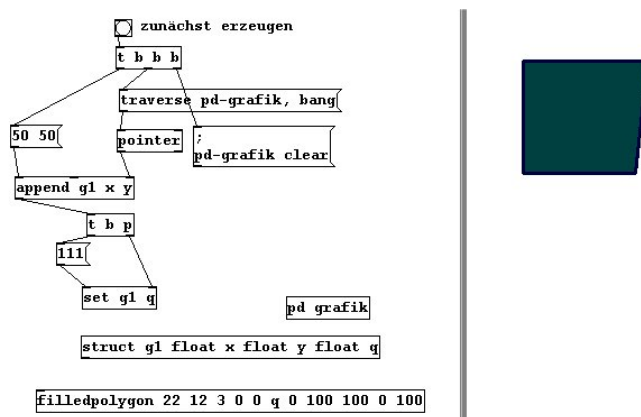 zunächst erzeugen
t b b b
traverse pd-grafik, bang
50 50
pointer
;
pd-grafik clear
append g1 x y
t b p
111
set g1 q
pd grafik
struct g1 float x float y float q
filledpolygon 22 12 3 0 0 q 0 100 100 0 100